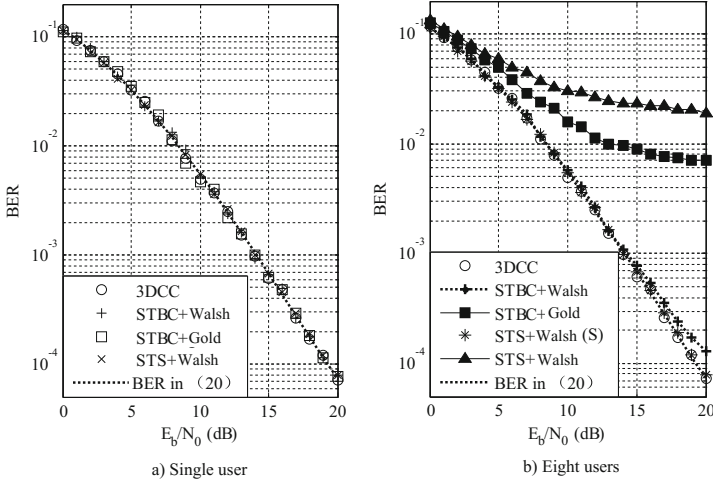 10^-1
10^-2
10^-3
10^-4
BER
3DCC
STBC+Walsh
STBC+Gold
STS+Walsh
BER in （20）
0 5 10 15 20
E_b/N_0 (dB)
a) Single user
10^-1
10^-2
10^-3
10^-4
BER
3DCC
STBC+Walsh
STBC+Gold
STS+Walsh (S)
STS+Walsh
BER in （20）
0 5 10 15 20
E_b/N_0 (dB)
b) Eight users